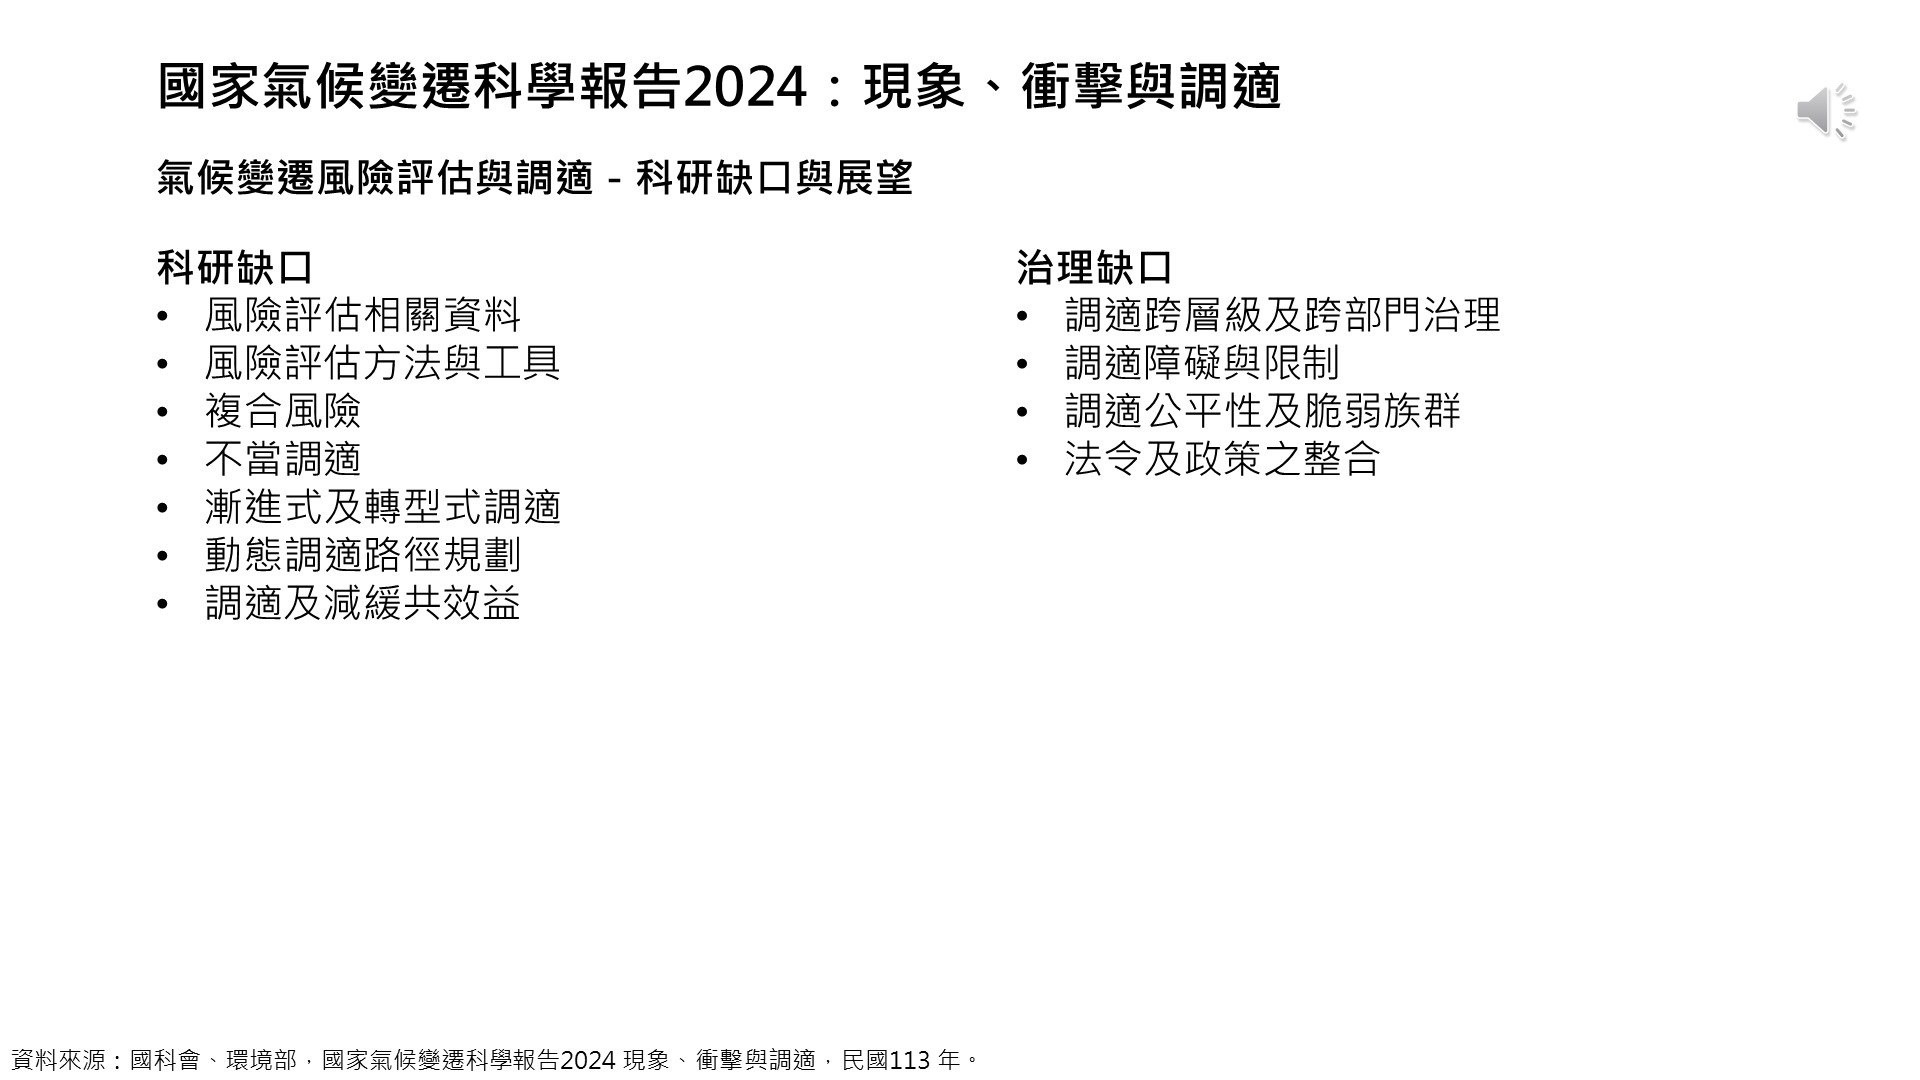 國家氣候變遷科學報告2024：現象、衝擊與調適
氣候變遷風險評估與調適 - 科研缺口與展望
科研缺口
• 風險評估相關資料
• 風險評估方法與工具
• 複合風險
• 不當調適
• 漸進式及轉型式調適
• 動態調適路徑規劃
• 調適及減緩共效益
治理缺口
• 調適跨層級及跨部門治理
• 調適障礙與限制
• 調適公平性及脆弱族群
• 法令及政策之整合
資料來源：國科會、環境部，國家氣候變遷科學報告2024 現象、衝擊與調適，民國113 年。